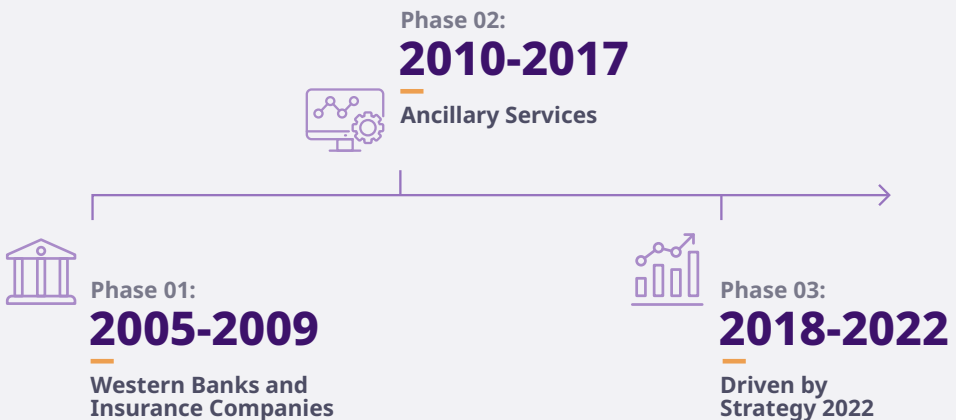 Phase 02:
2010-2017
Ancillary Services
Phase 01:
2005-2009
Western Banks and
Insurance Companies
Phase 03:
2018-2022
Driven by
Strategy 2022